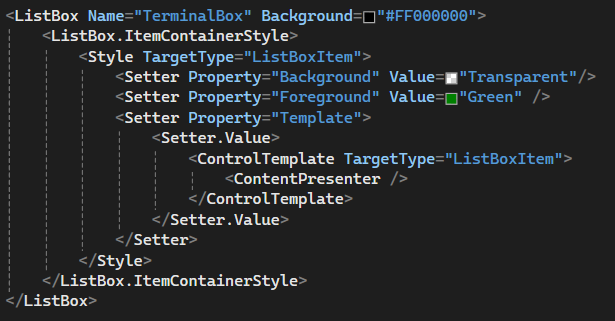 <ListBox Name="TerminalBox" Background="#FF000000">
<ListBox.ItemContainerStyle>
<Style TargetType="ListBoxItem">
<Setter Property="Background" Value="Transparent"/>
<Setter Property="Foreground" Value="Green" />
<Setter Property="Template">
<Setter.Value>
<ControlTemplate TargetType="ListBoxItem">
<ContentPresenter />
</ControlTemplate>
</Setter.Value>
</Setter>
</Style>
</ListBox.ItemContainerStyle>
</ListBox>